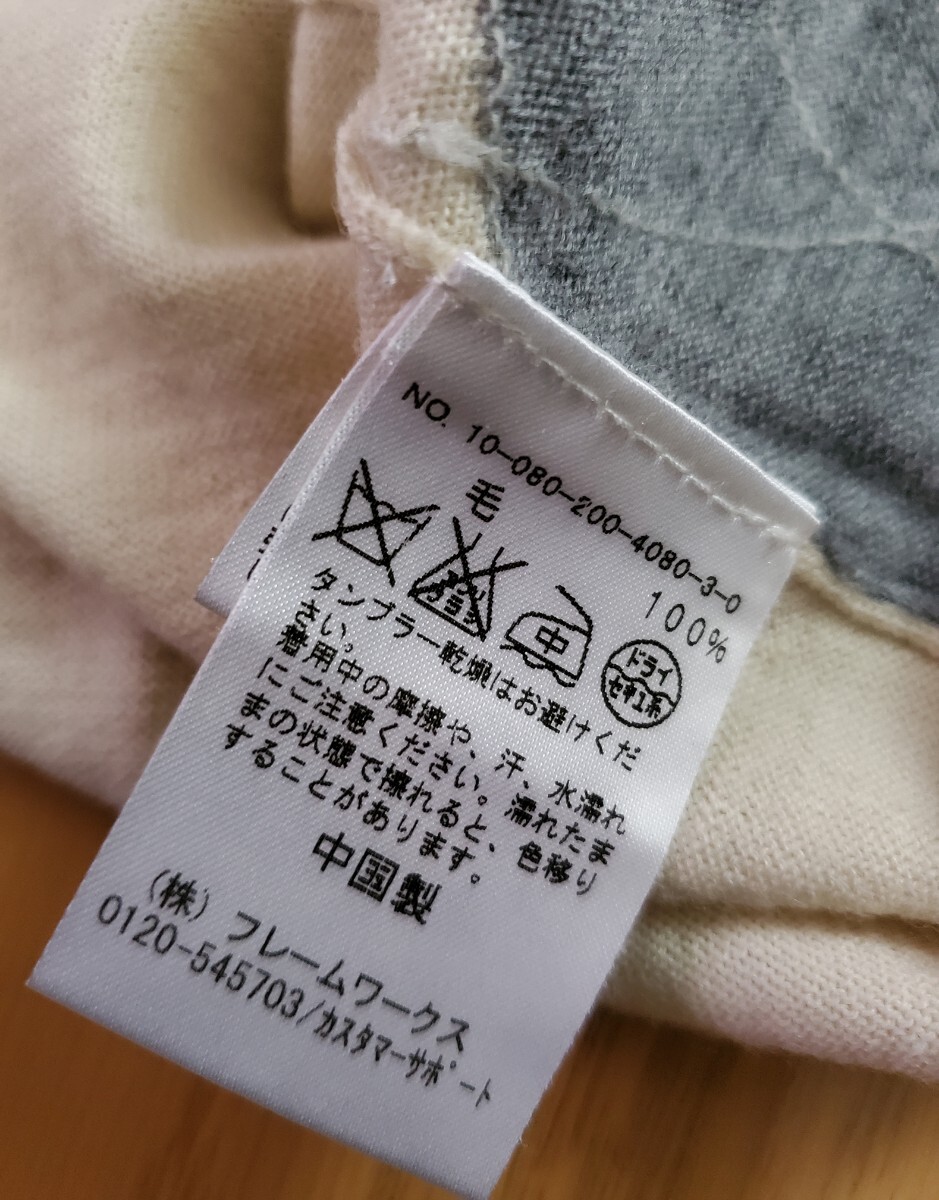 NO. 10-080-200-4080-3-0
毛 100%
中
ドライ
セキユ系
タンブラー乾燥はお避けくだ
さい。
着用中の摩擦や、汗、水濡れ
にご注意ください。濡れたま
まの状態で擦れると、色移り
することがあります。
中国製
(株)フレームワークス
0120-545703/カスタマーサポート